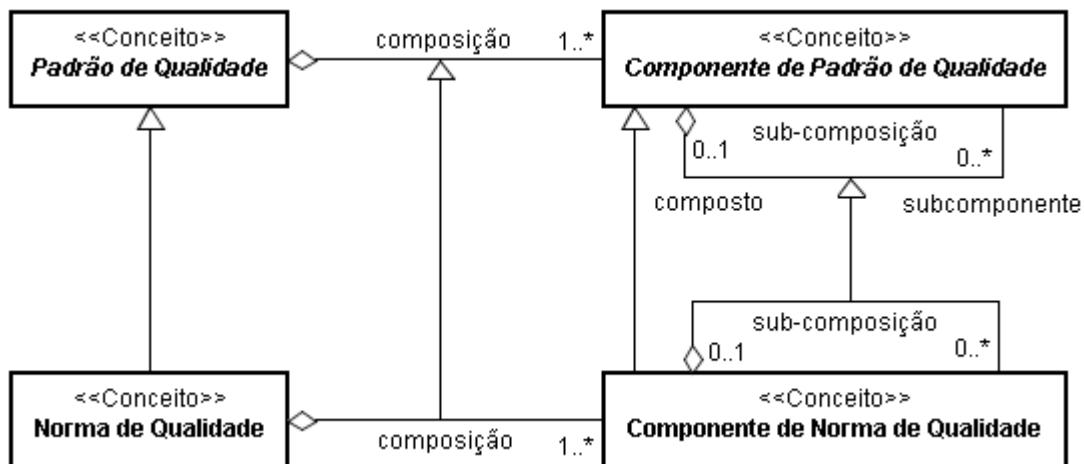 <<Conceito>>
Padrão de Qualidade
composição
1..*
<<Conceito>>
Componente de Padrão de Qualidade
0..1
sub-composição
0..*
composto
subcomponente
sub-composição
0..1
0..*
<<Conceito>>
Norma de Qualidade
composição
1..*
<<Conceito>>
Componente de Norma de Qualidade